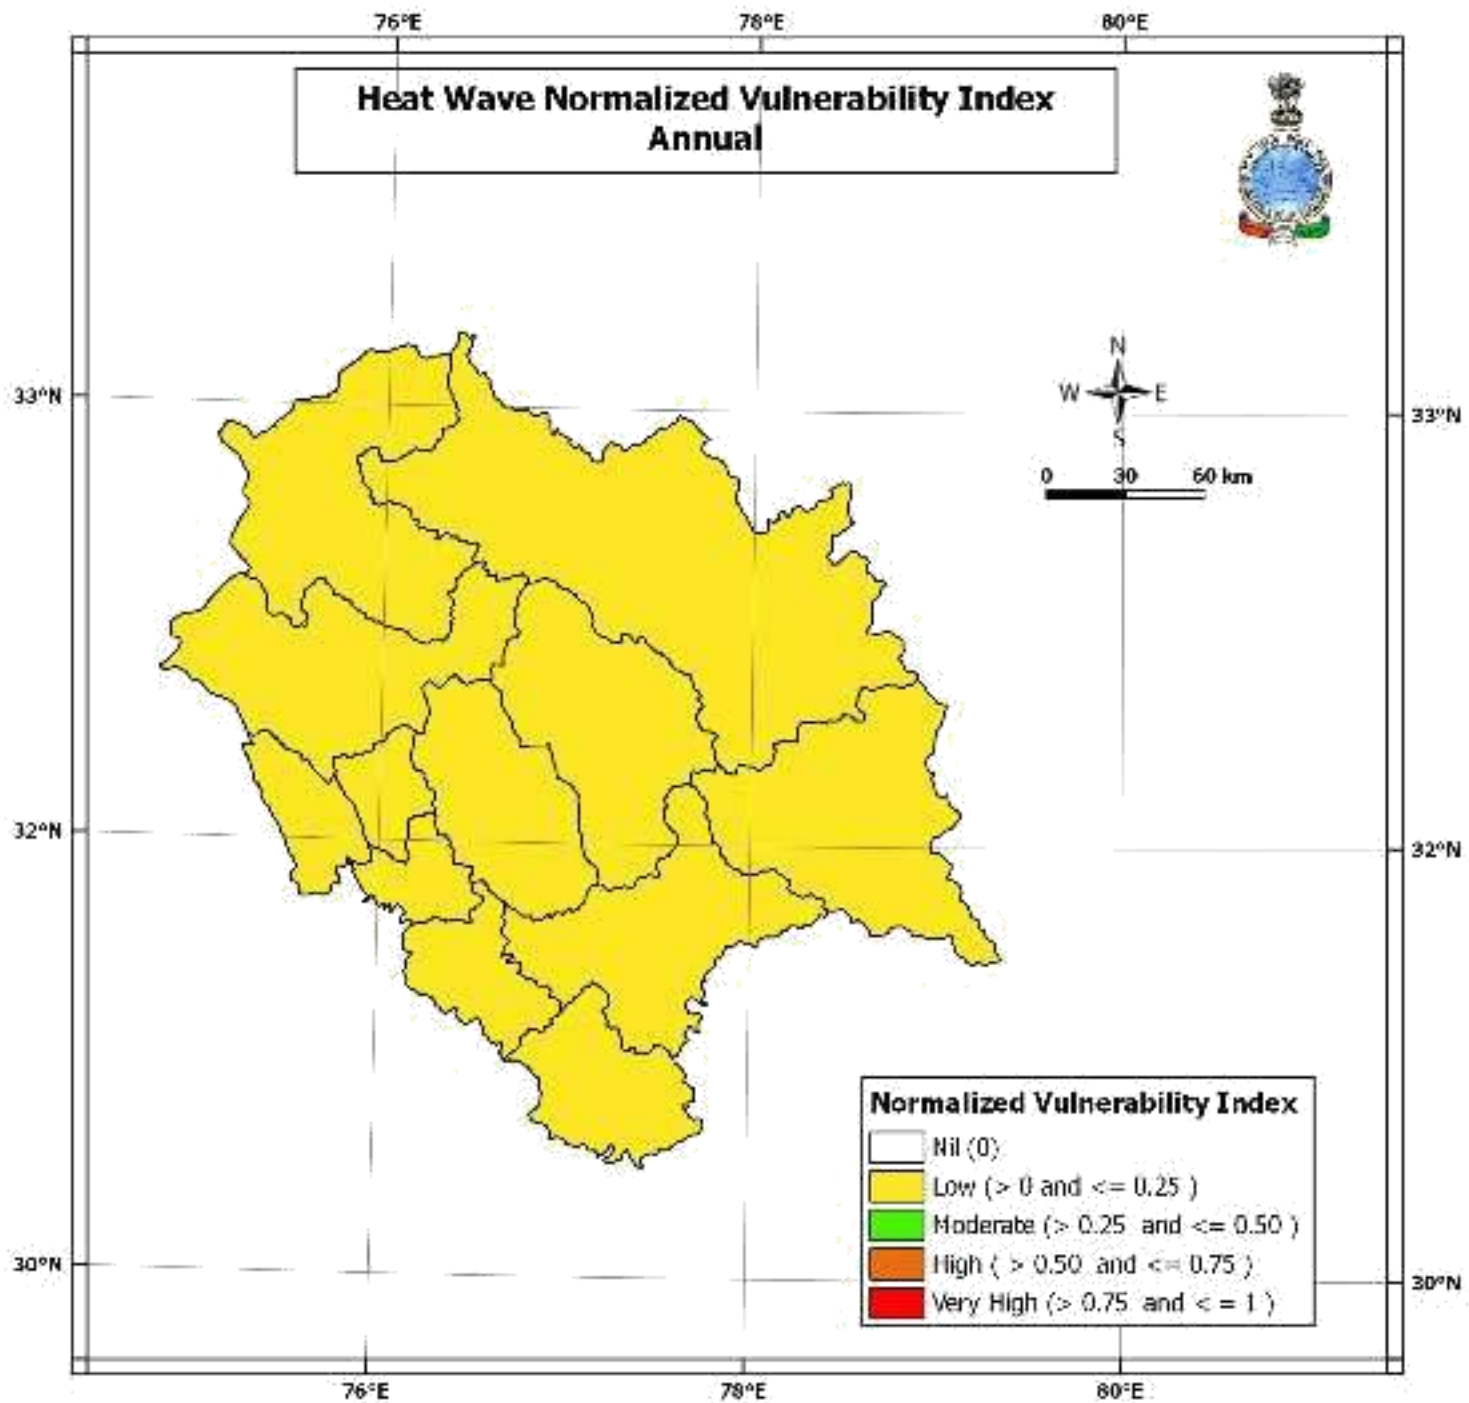 76°E 78°E 80°E
Heat Wave Normalized Vulnerability Index
Annual
N
W E
S
33°N
33°N
0 30 60 km
32°N
32°N
Normalized Vulnerability Index
Nil (0)
Low (> 0 and <= 0.25 )
Moderate (> 0.25 and <= 0.50 )
High ( > 0.50 and <= 0.75 )
Very High (> 0.75 and < = 1 )
30°N
30°N
76°E 78°E 80°E